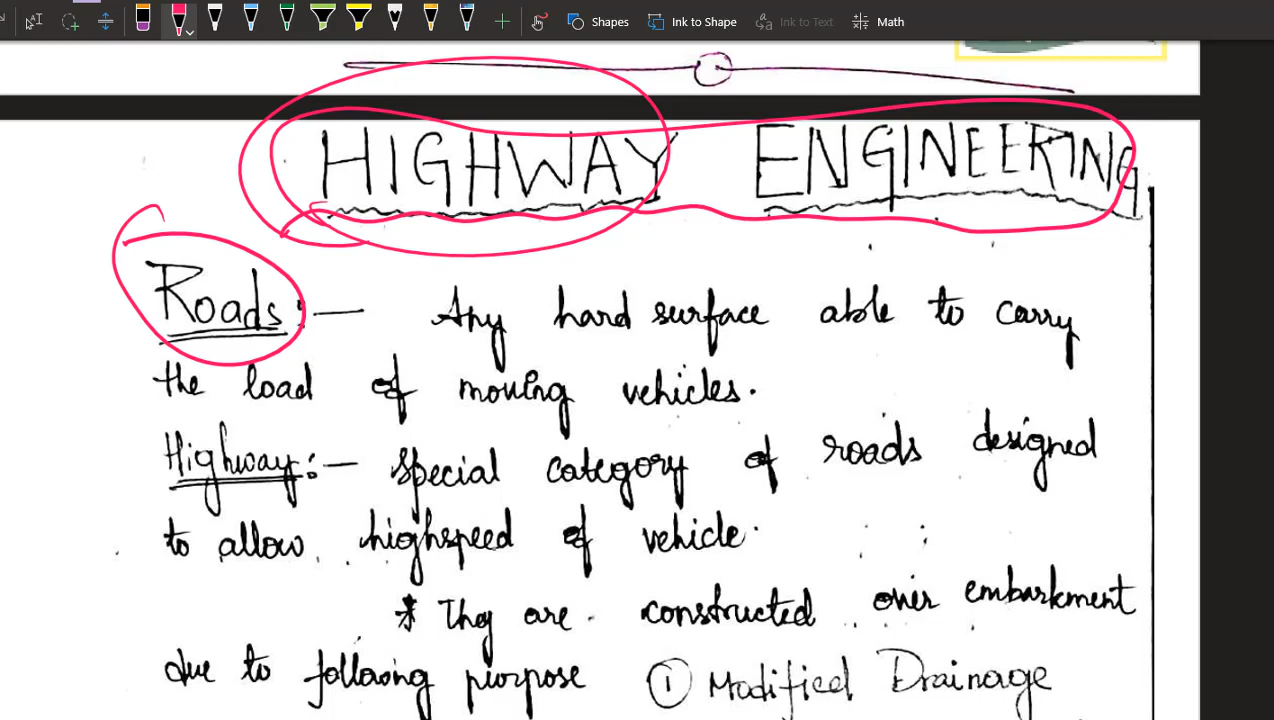 Shapes Ink to Shape Ink to Text Math
HIGHWAY ENGINEERING
Roads :— Any hard surface able to carry
the load of moving vehicles.
Highway :— special category of roads designed
to allow highspeed of vehicle.
* They are constructed over embarkment
due to following purpose ① Modified Drainage